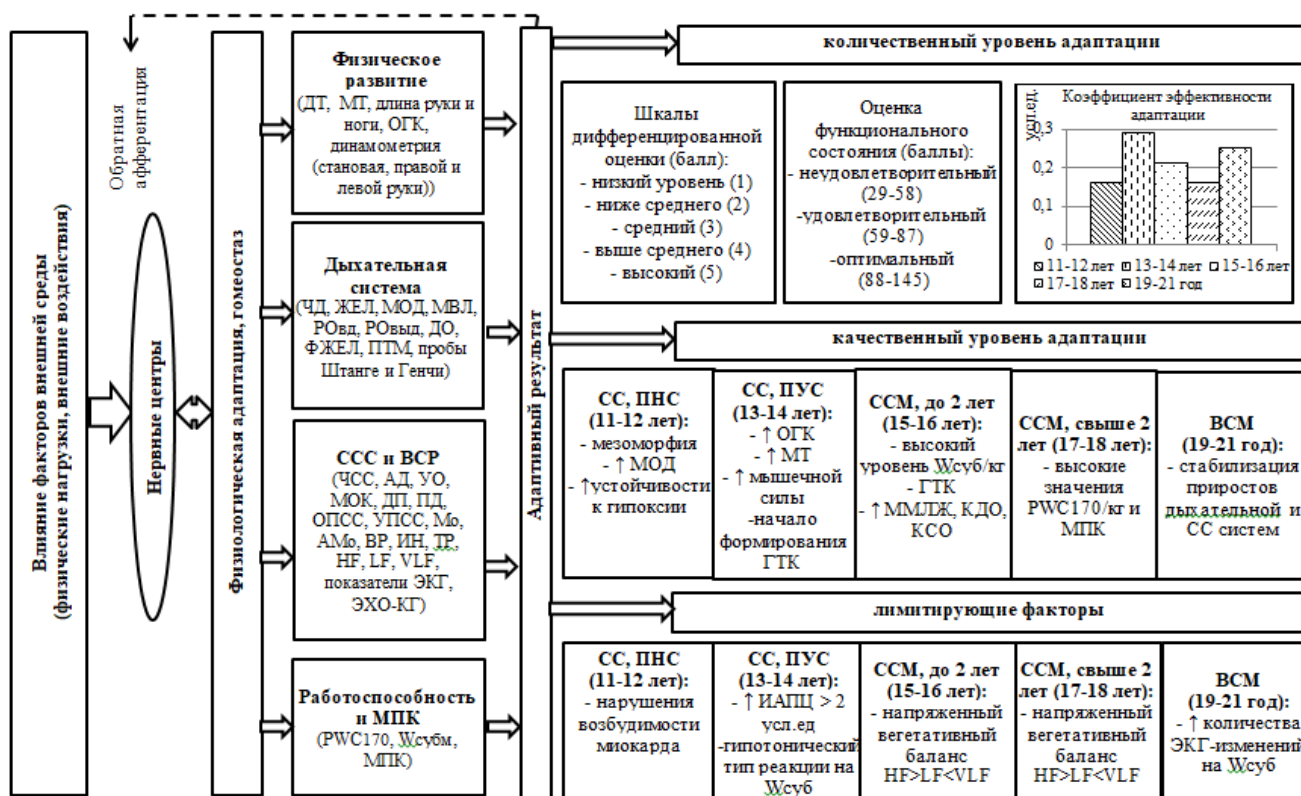 Влияние факторов внешней среды
(физические нагрузки, внешние воздействия)
Обратная
афферентация
Нервные центры
Физиологическая адаптация, гомеостаз
Физическое
развитие
(ДТ, МТ, длина руки и
ноги, ОГК,
динамометрия
(становая, правой и
левой руки))
Дыхательная
система
(ЧД, ЖЕЛ, МОД, МВЛ,
РОвд, РОвыд, ДО,
ФЖЕЛ, ПТМ, пробы
Штанге и Генчи)
ССС и ВСР
(ЧСС, АД, УО,
МОК, ДП, ПД,
ОПСС, УПСС, Мо,
АМо, ВР, ИН, ТР,
HF, LF, VLF,
показатели ЭКГ,
ЭХО-КГ)
Работоспособность
и МПК
(PWC170, Wсубм,
МПК)
Адаптивный результат
количественный уровень адаптации
Шкалы
дифференцированной
оценки (балл):
- низкий уровень (1)
- ниже среднего (2)
- средний (3)
- выше среднего (4)
- высокий (5)
Оценка
функционального
состояния (баллы):
- неудовлетворительный
(29-58)
-удовлетворительный
(59-87)
-оптимальный
(88-145)
усл.ед.
Коэффициент эффективности
адаптации
0,3
0,2
0,1
0
11-12 лет 13-14 лет 15-16 лет
17-18 лет 19-21 год
качественный уровень адаптации
СС, ПНС
(11-12 лет):
- мезоморфия
- ↑ МОД
- ↑устойчивости
к гипоксии
СС, ПУС
(13-14 лет):
- ↑ ОГК
- ↑ МТ
- ↑ мышечной
силы
-начало
формирования
ГТК
ССМ, до 2 лет
(15-16 лет):
- высокий
уровень Wсуб/кг
- ГТК
- ↑ ММЛЖ, КДО,
КСО
ССМ, свыше 2
лет (17-18 лет):
- высокие
значения
PWC170/кг и
МПК
ВСМ
(19-21 год):
- стабилизация
приростов
дыхательной и
СС систем
лимитирующие факторы
СС, ПНС
(11-12 лет):
- нарушения
возбудимости
миокарда
СС, ПУС
(13-14 лет):
- ↑ ИАПЦ > 2
усл.ед
-гипотонический
тип реакции на
Wсуб
ССМ, до 2 лет
(15-16 лет):
- напряженный
вегетативный
баланс
HF>LF<VLF
ССМ, свыше 2
лет (17-18 лет):
- напряженный
вегетативный
баланс
HF>LF<VLF
ВСМ
(19-21 год):
- ↑ количества
ЭКГ-изменений
на Wсуб